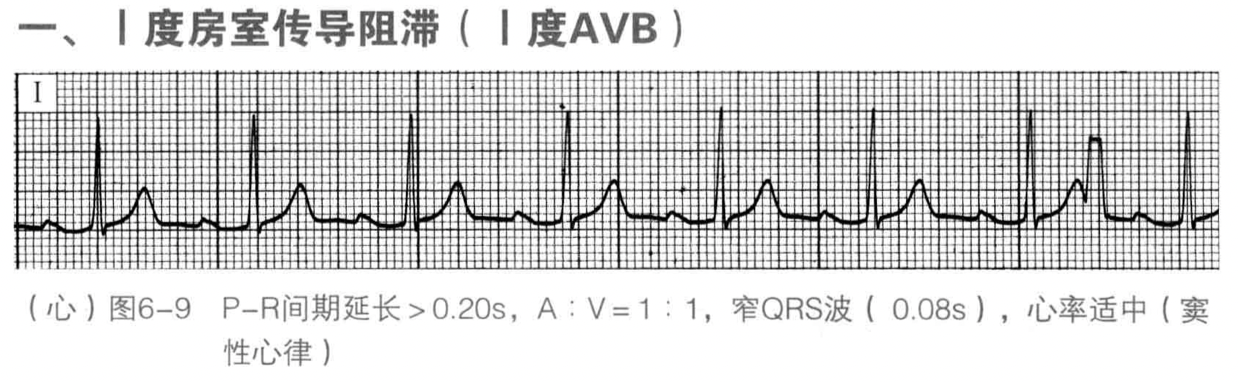 一、Ⅰ度房室传导阻滞（Ⅰ度AVB）
I
（心）图6-9 P-R间期延长＞0.20s，A：V=1：1，窄QRS波（0.08s），心率适中（窦
性心律）